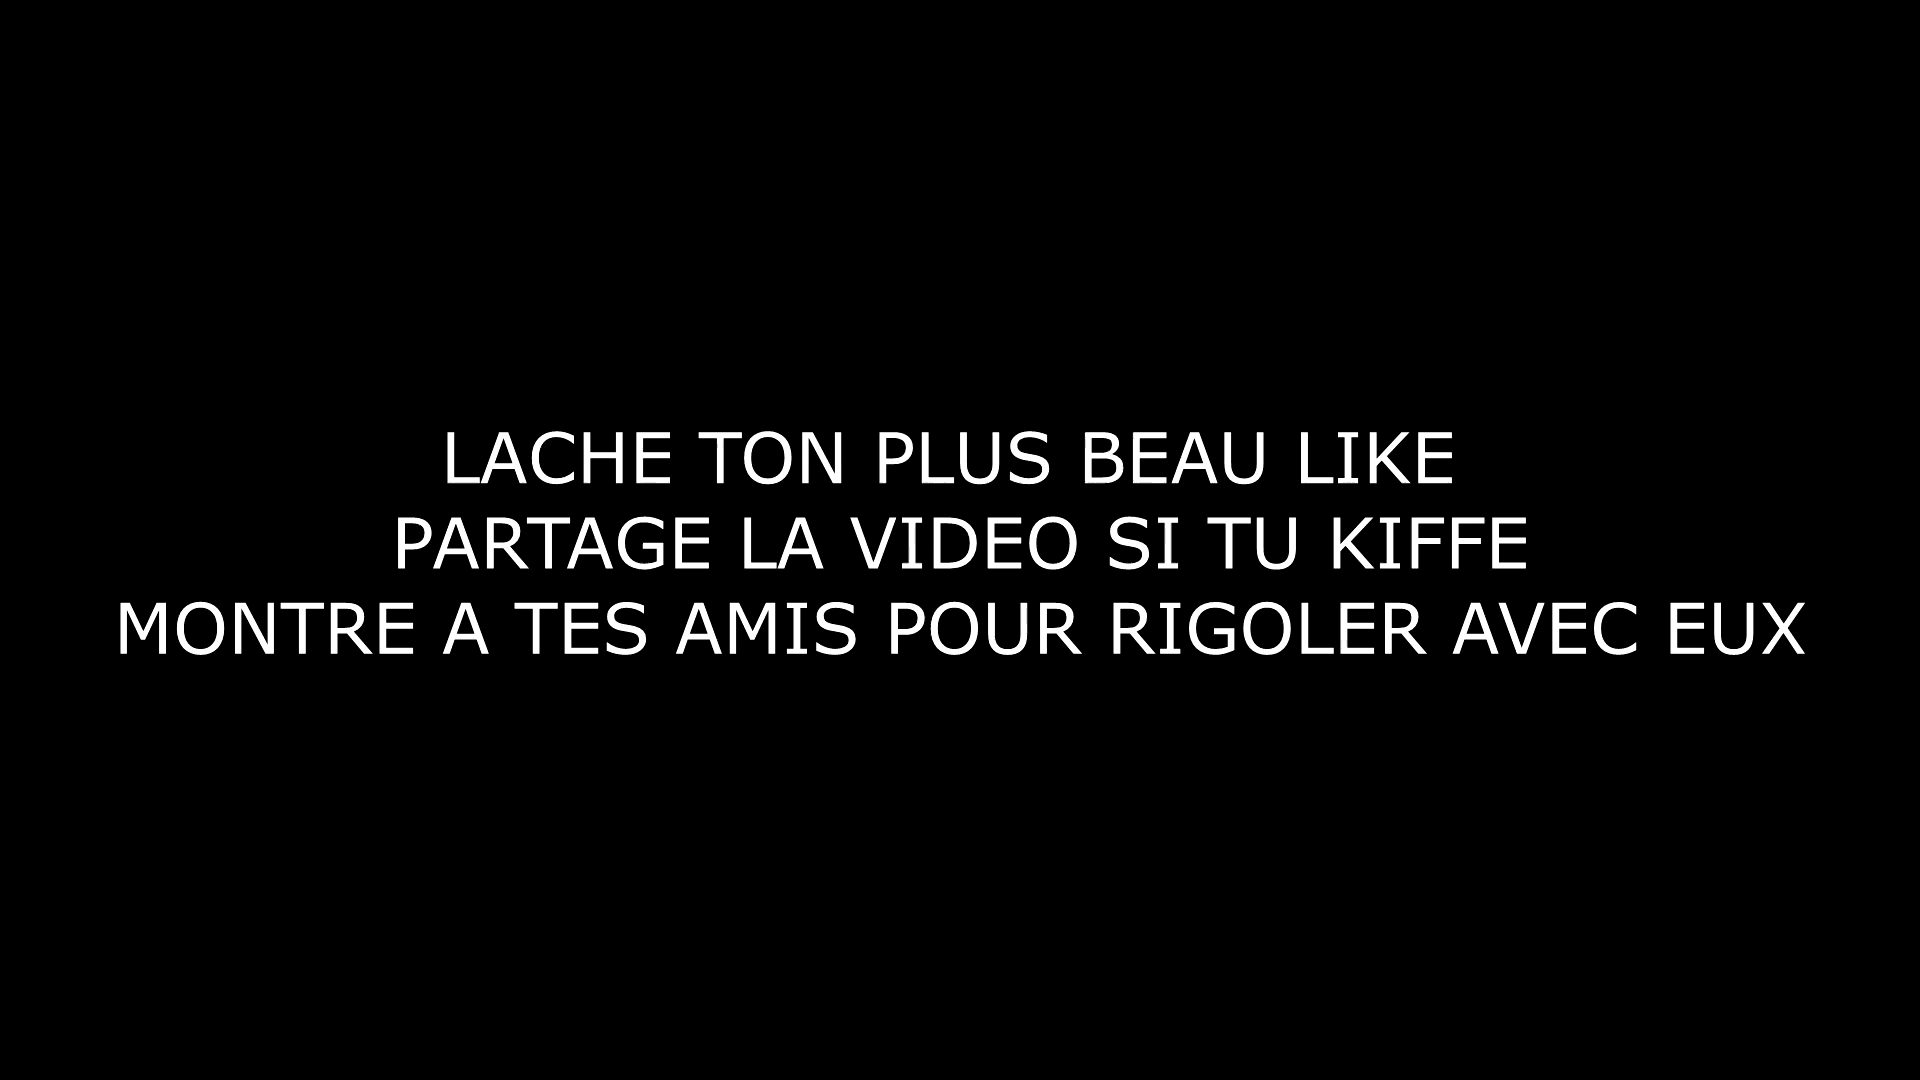 LACHE TON PLUS BEAU LIKE
PARTAGE LA VIDEO SI TU KIFFE
MONTRE A TES AMIS POUR RIGOLER AVEC EUX